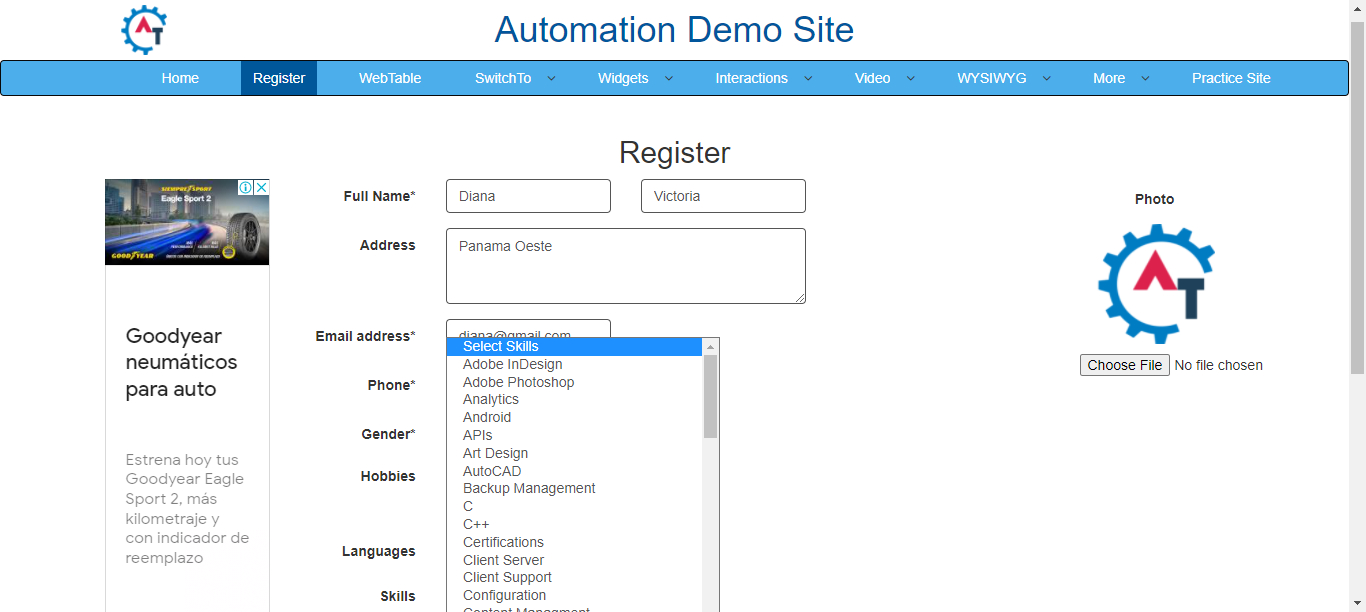 Automation Demo Site
Home Register WebTable SwitchTo Widgets Interactions Video WYSIWYG More Practice Site
Register
SIEMPRE SPORT
Eagle Sport 2
GOODYEAR
Goodyear
neumáticos
para auto
Estrena hoy tus
Goodyear Eagle
Sport 2, más
kilometraje y
con indicador de
reemplazo
Full Name* Diana Victoria
Address Panama Oeste
Email address* diana@gmail.com
Phone*
Gender*
Hobbies
Languages
Skills
Select Skills
Adobe InDesign
Adobe Photoshop
Analytics
Android
APIs
Art Design
AutoCAD
Backup Management
C
C++
Certifications
Client Server
Client Support
Configuration
Content Managment
Photo
AT
Choose File No file chosen